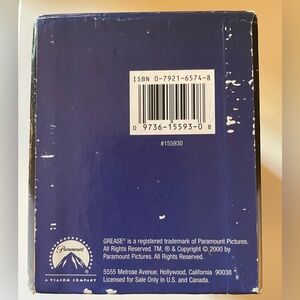 ISBN 0-7921-6574-8
0 9736-15593-0 8
#155930
Paramount
A VIACOM COMPANY
GREASE® is a registered trademark of Paramount Pictures.
All Rights Reserved. TM, ® & Copyright © 2000 by
Paramount Pictures. All Rights Reserved.
5555 Melrose Avenue, Hollywood, California 90038
Licensed for Sale Only in U.S. and Canada.